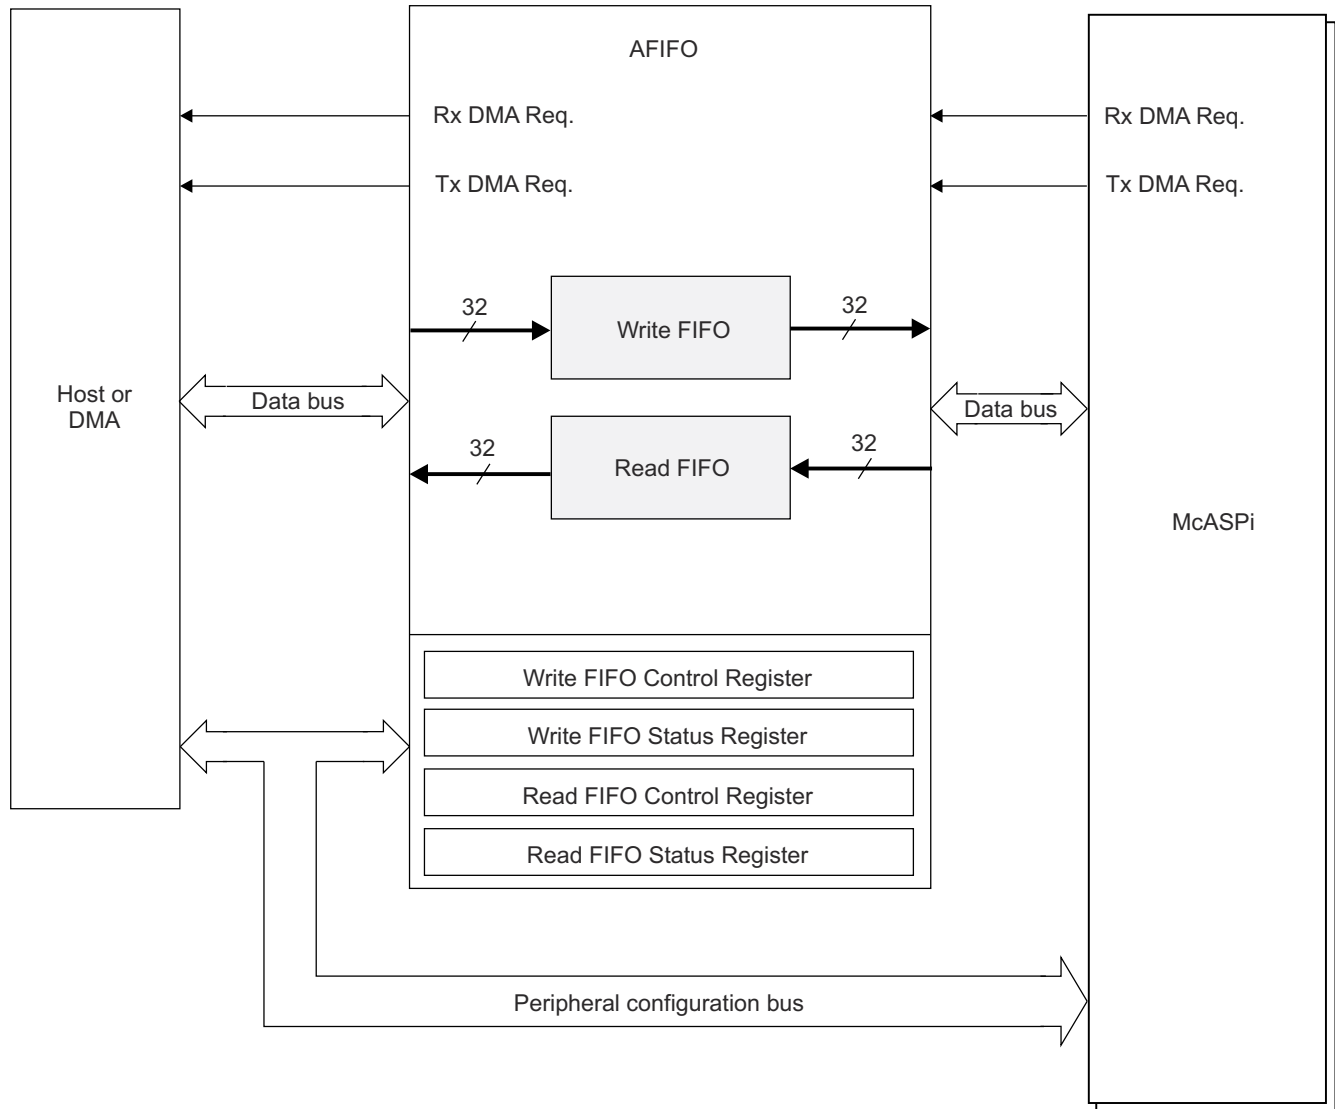 AFIFO
Rx DMA Req.
Rx DMA Req.
Tx DMA Req.
Tx DMA Req.
32
32
Write FIFO
Host or
DMA
Data bus
Data bus
32
32
Read FIFO
McASPi
Write FIFO Control Register
Write FIFO Status Register
Read FIFO Control Register
Read FIFO Status Register
Peripheral configuration bus